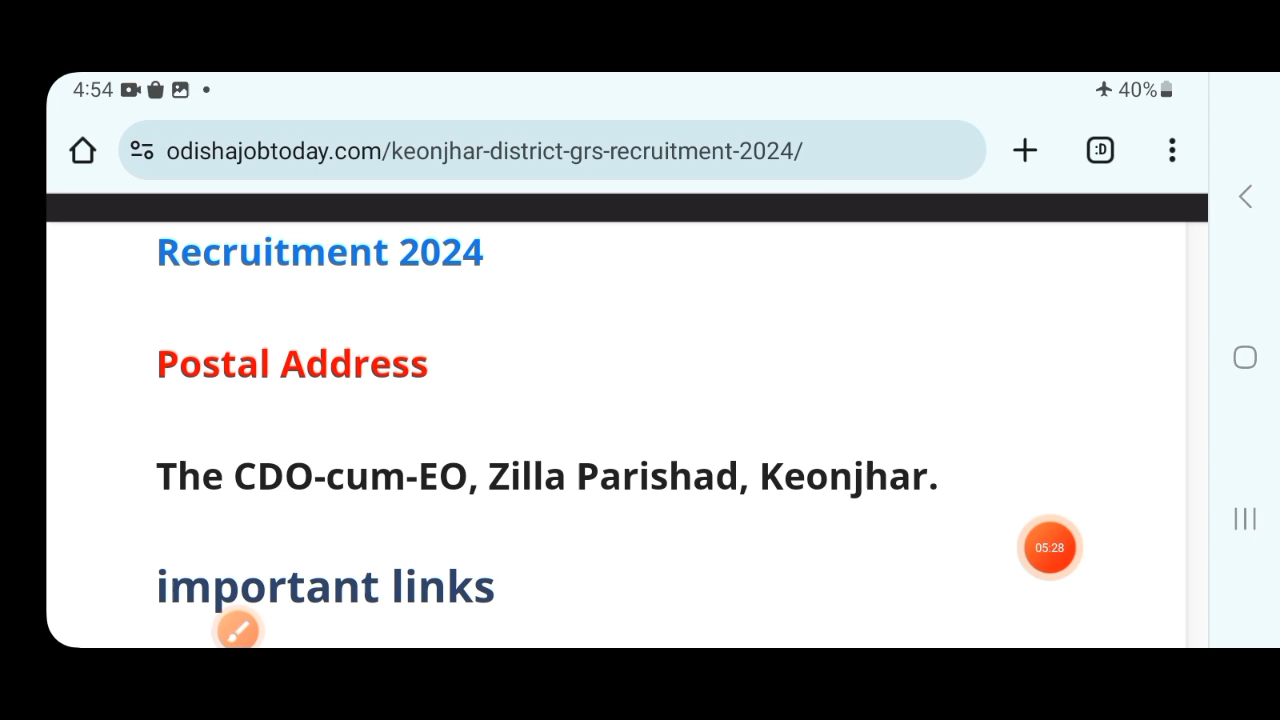 4:54
40%
odishajobtoday.com/keonjhar-district-grs-recruitment-2024/
:D
Recruitment 2024
Postal Address
The CDO-cum-EO, Zilla Parishad, Keonjhar.
05:28
important links